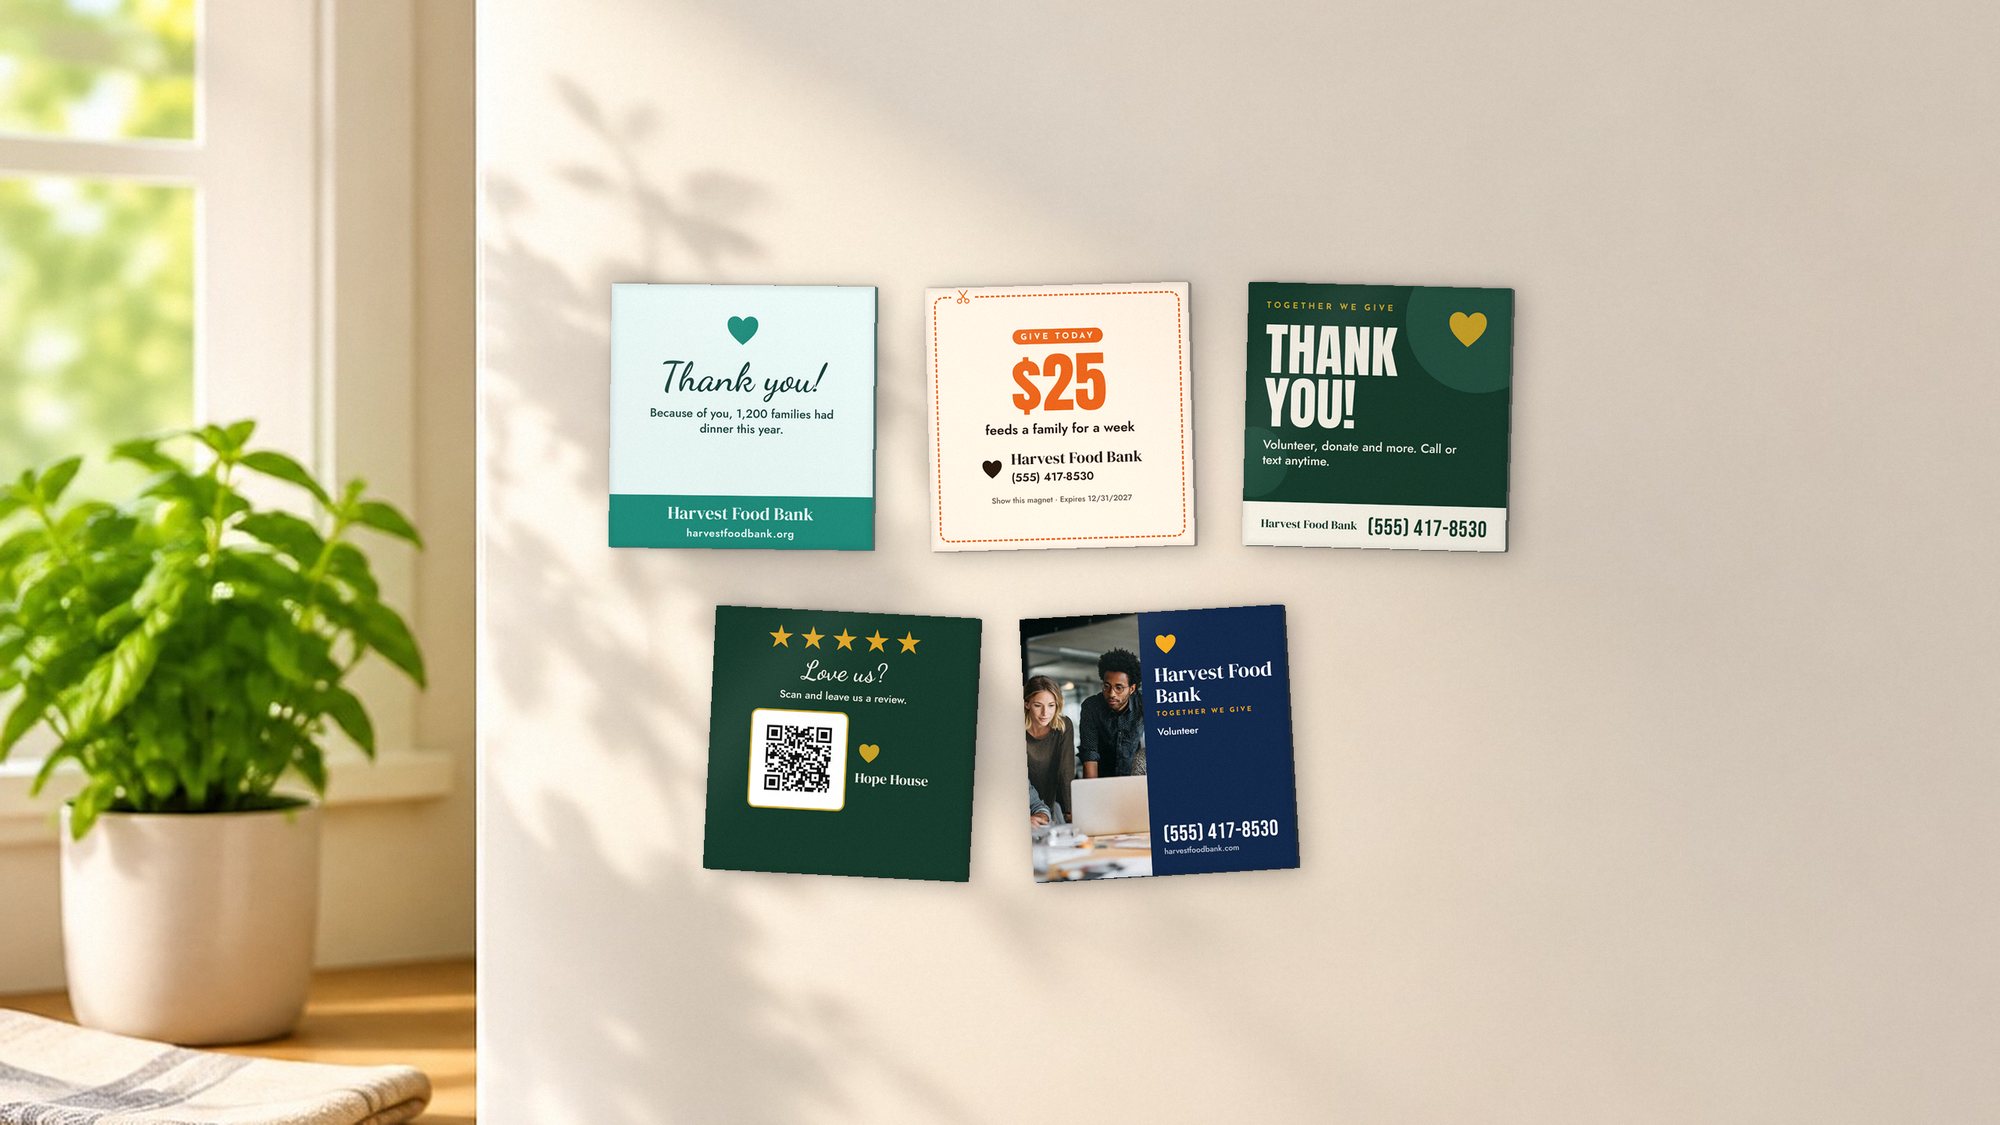 Thank you!
Because of you, 1,200 families had
dinner this year.
Harvest Food Bank
harvestfoodbank.org
GIVE TODAY
$25
feeds a family for a week
Harvest Food Bank
(555) 417-8530
Show this magnet · Expires 12/31/2027
TOGETHER WE GIVE
THANK
YOU!
Volunteer, donate and more. Call or
text anytime.
Harvest Food Bank (555) 417-8530
Love us?
Scan and leave us a review.
Hope House
Harvest Food
Bank
TOGETHER WE GIVE
Volunteer
(555) 417-8530
harvestfoodbank.com